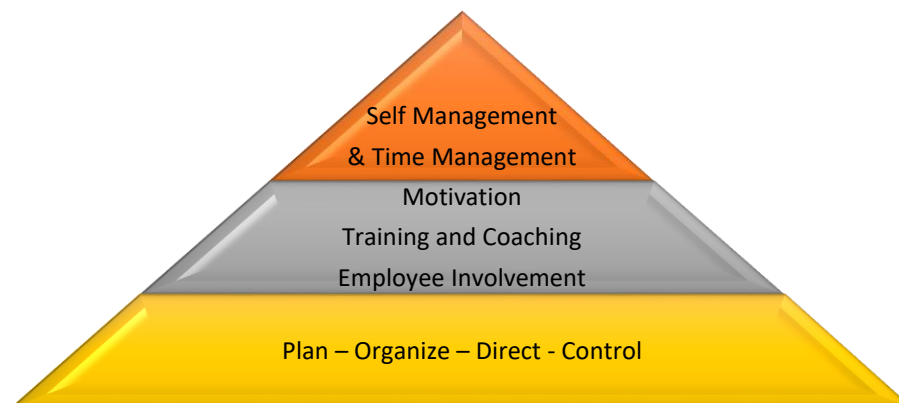 Self Management
& Time Management
Motivation
Training and Coaching
Employee Involvement
Plan – Organize – Direct - Control